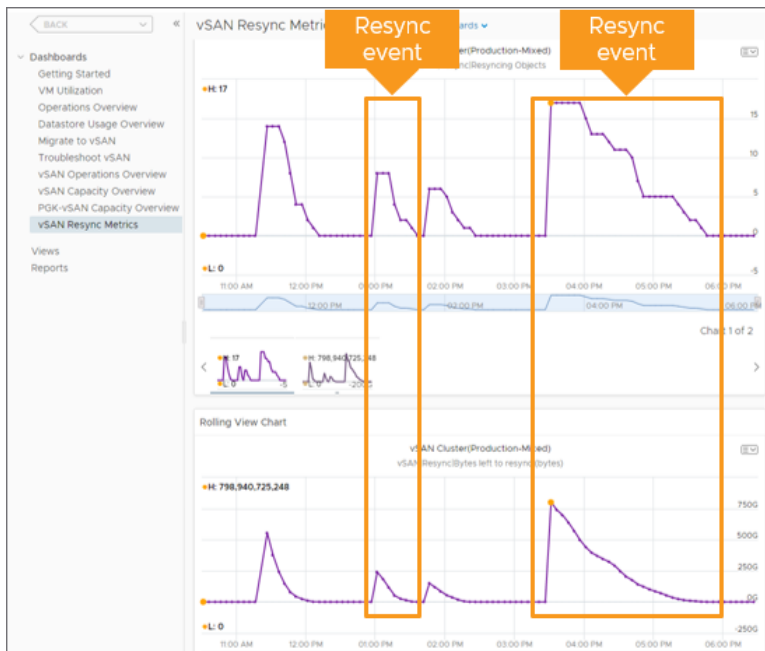 BACK
«
Dashboards
Getting Started
VM Utilization
Operations Overview
Datastore Usage Overview
Migrate to vSAN
Troubleshoot vSAN
vSAN Operations Overview
vSAN Capacity Overview
PGK-vSAN Capacity Overview
vSAN Resync Metrics
Views
Reports
vSAN Resync Metri
ards
Resync
event
Resync
event
ter(Production-Mixed)
sync|Resyncing Objects
H: 17
15
10
5
0
-5
L: 0
11:00 AM 12:00 PM 01:00 PM 02:00 PM 03:00 PM 04:00 PM 05:00 PM 06:00 PM
12:00 PM 02:00 PM 04:00 PM 06:00 PM
Chart 1 of 2
H: 17
L: 0 -5
H: 798,940,725,248
L: 0 -200G
Rolling View Chart
vSAN Cluster(Production-Mixed)
vSAN Resync|Bytes left to resync(bytes)
H: 798,940,725,248
750G
500G
250G
0G
-250G
L: 0
11:00 AM 12:00 PM 01:00 PM 02:00 PM 03:00 PM 04:00 PM 05:00 PM 06:00 PM